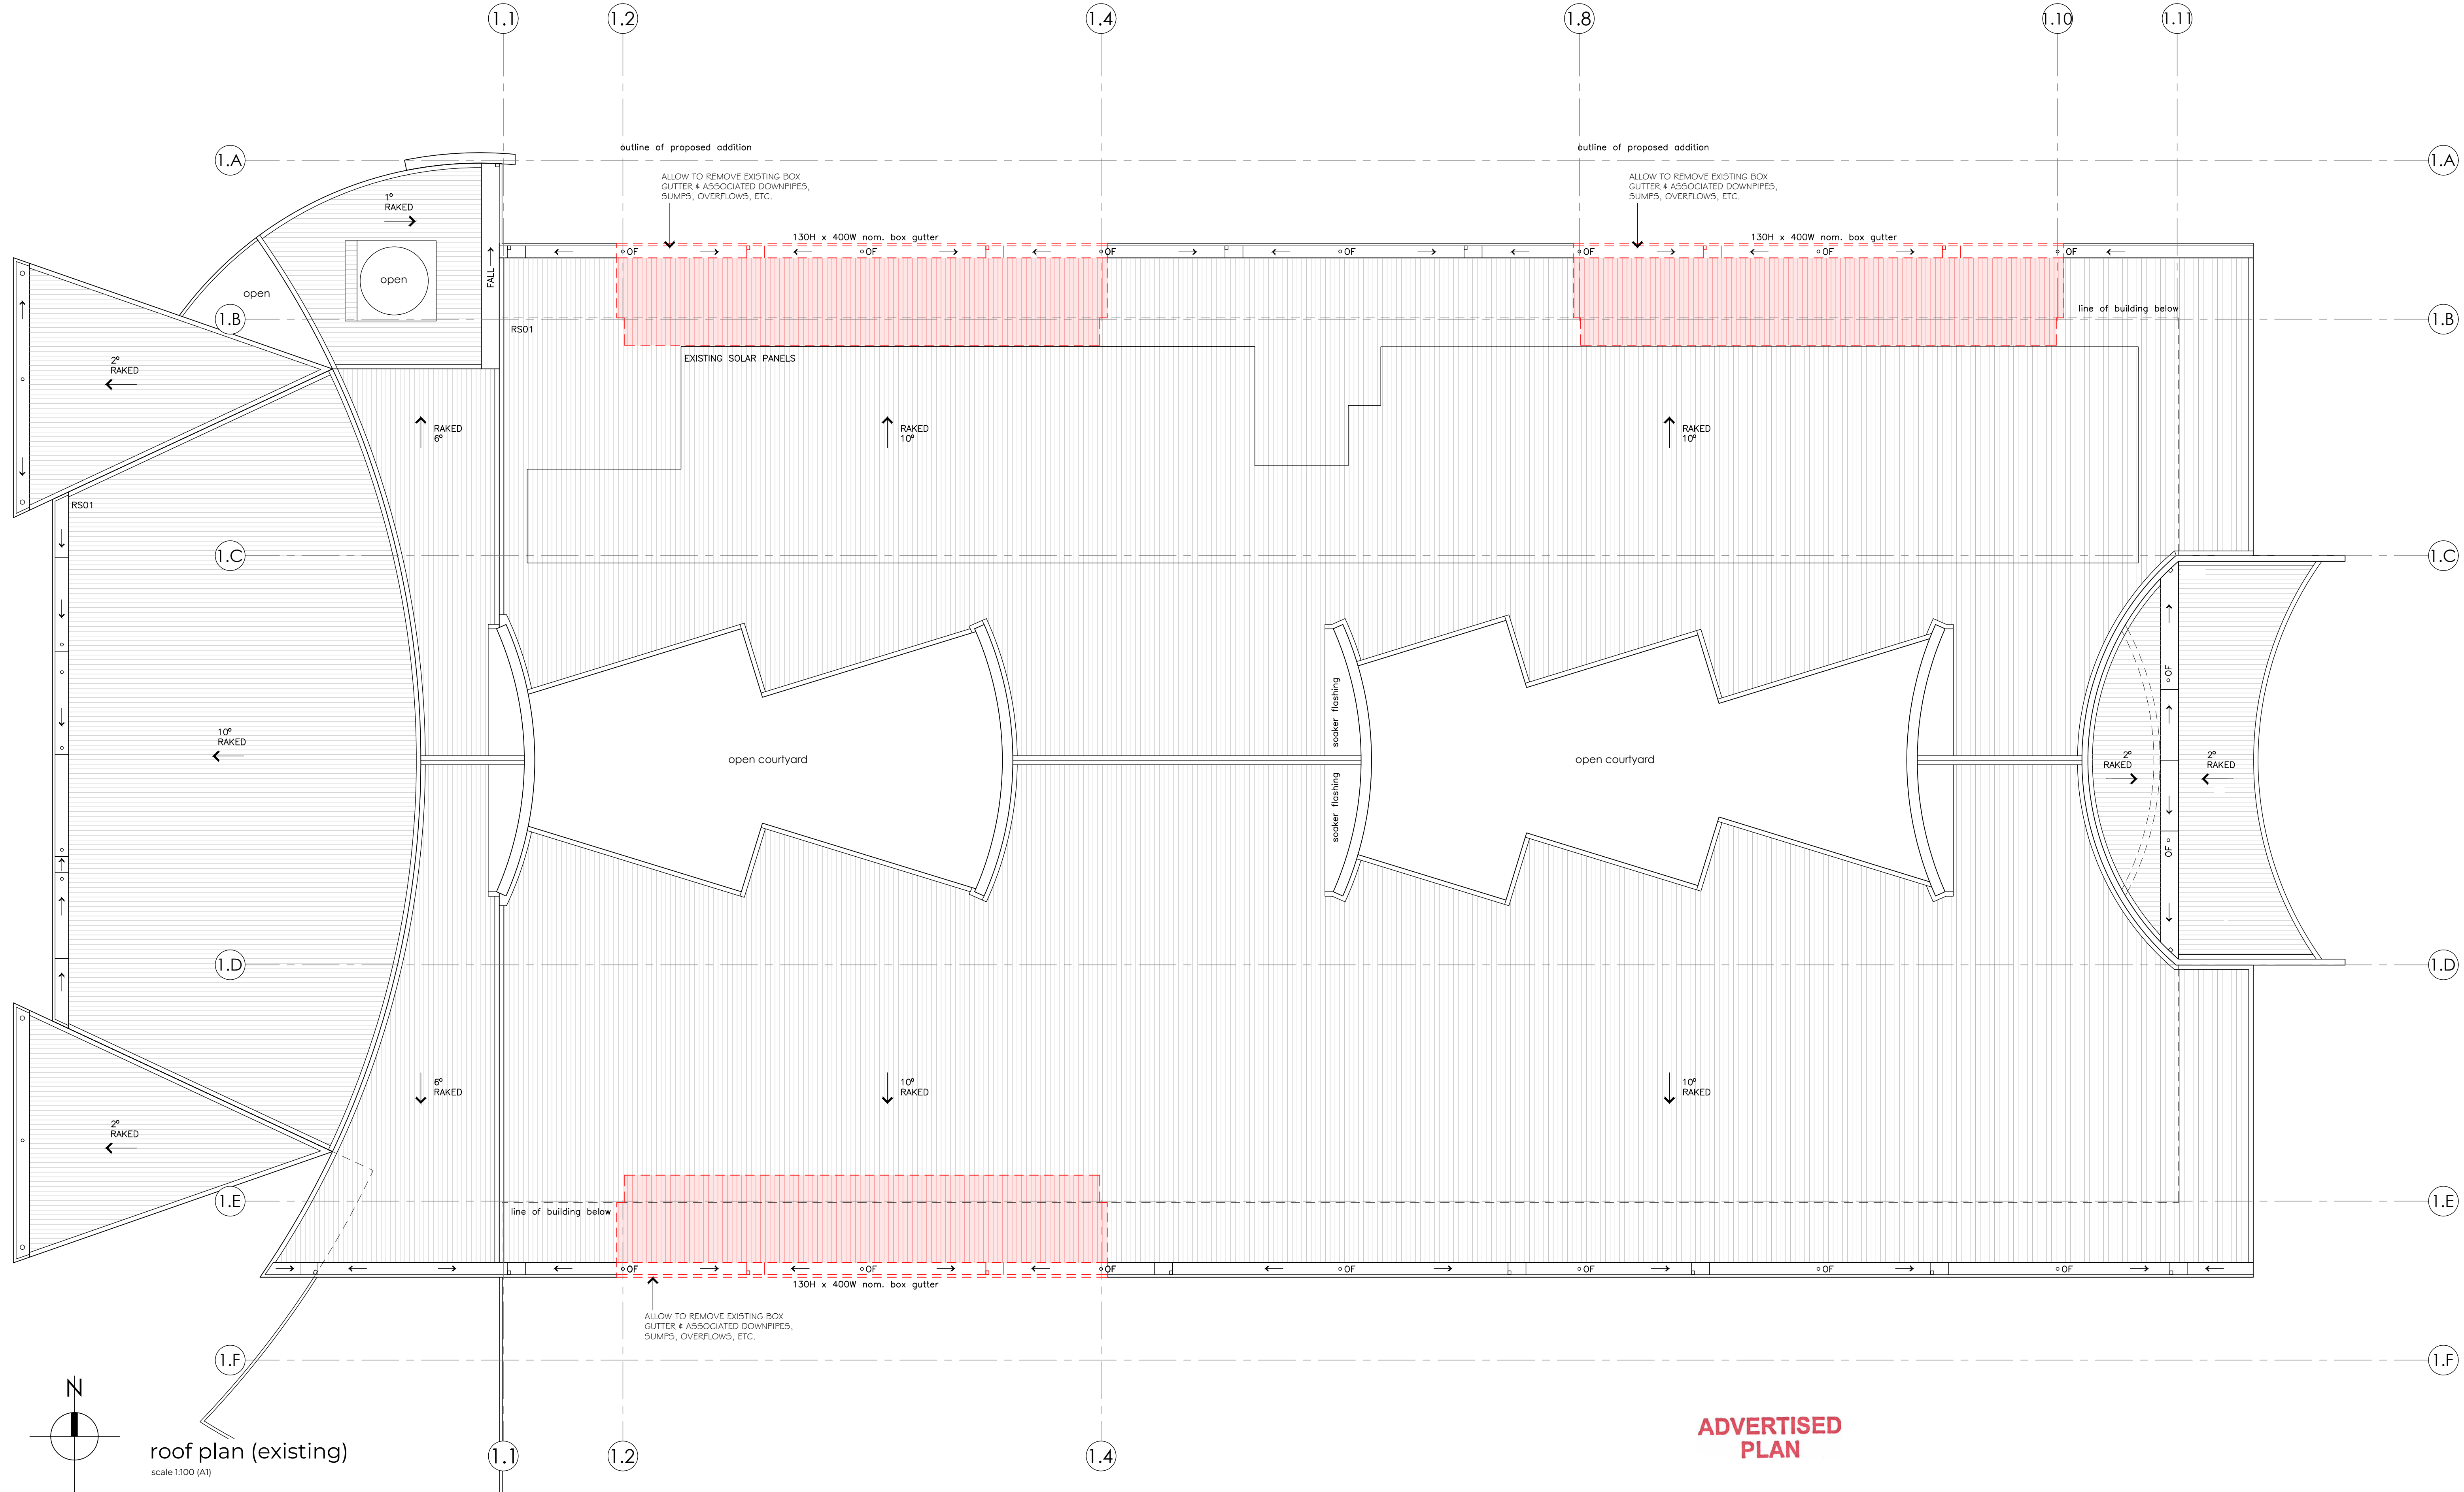 1.1
1.2
1.4
1.8
1.10
1.11
1.A
outline of proposed addition
outline of proposed addition
1.A
ALLOW TO REMOVE EXISTING BOX
GUTTER & ASSOCIATED DOWNPIPES,
SUMPS, OVERFLOWS, ETC.
ALLOW TO REMOVE EXISTING BOX
GUTTER & ASSOCIATED DOWNPIPES,
SUMPS, OVERFLOWS, ETC.
1°
RAKED
130H x 400W nom. box gutter
130H x 400W nom. box gutter
OF
OF
OF
OF
OF
OF
OF
FALL
open
open
1.B
RS01
line of building below
1.B
EXISTING SOLAR PANELS
2°
RAKED
RAKED
6°
RAKED
10°
RAKED
10°
RS01
1.C
1.C
OF
soaker flashing
10°
RAKED
open courtyard
open courtyard
2°
RAKED
2°
RAKED
soaker flashing
OF
1.D
1.D
6°
RAKED
10°
RAKED
10°
RAKED
2°
RAKED
1.E
1.E
line of building below
OF
OF
OF
OF
OF
OF
OF
130H x 400W nom. box gutter
ALLOW TO REMOVE EXISTING BOX
GUTTER & ASSOCIATED DOWNPIPES,
SUMPS, OVERFLOWS, ETC.
1.F
1.F
N
roof plan (existing)
scale 1:100 (A1)
1.1
1.2
1.4
ADVERTISED
PLAN